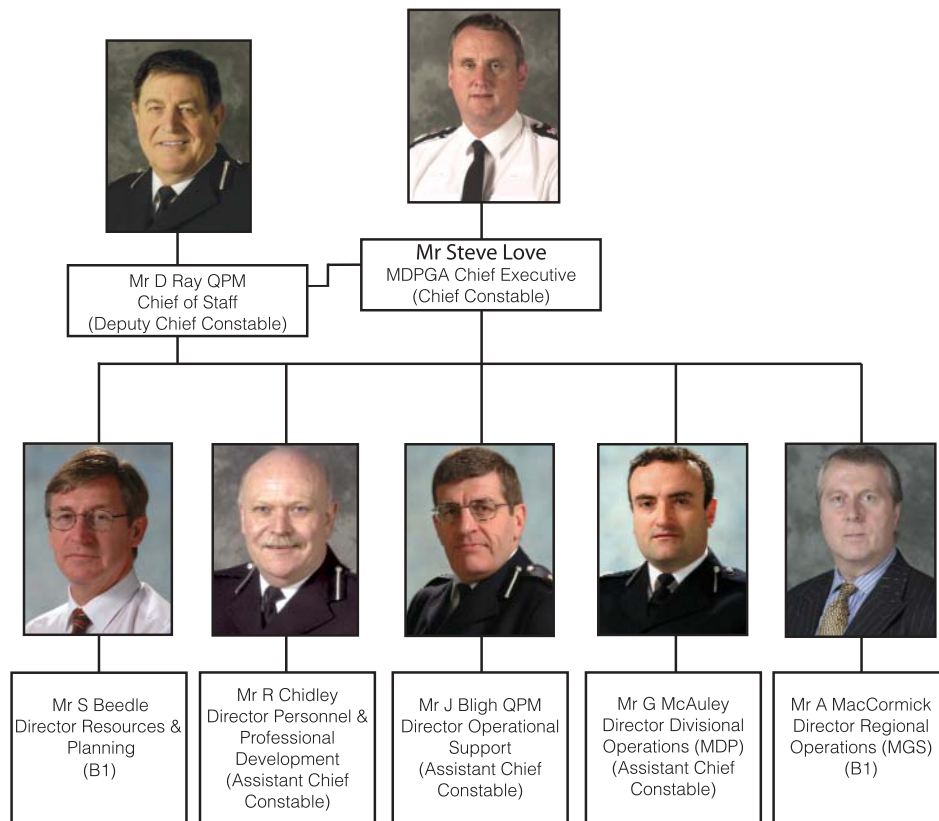 Mr Steve Love
MDPGA Chief Executive
(Chief Constable)
Mr D Ray QPM
Chief of Staff
(Deputy Chief Constable)
Mr S Beedle
Director Resources &
Planning
(B1)
Mr R Chidley
Director Personnel &
Professional
Development
(Assistant Chief
Constable)
Mr J Bligh QPM
Director Operational
Support
(Assistant Chief
Constable)
Mr G McAuley
Director Divisional
Operations (MDP)
(Assistant Chief
Constable)
Mr A MacCormick
Director Regional
Operations (MGS)
(B1)